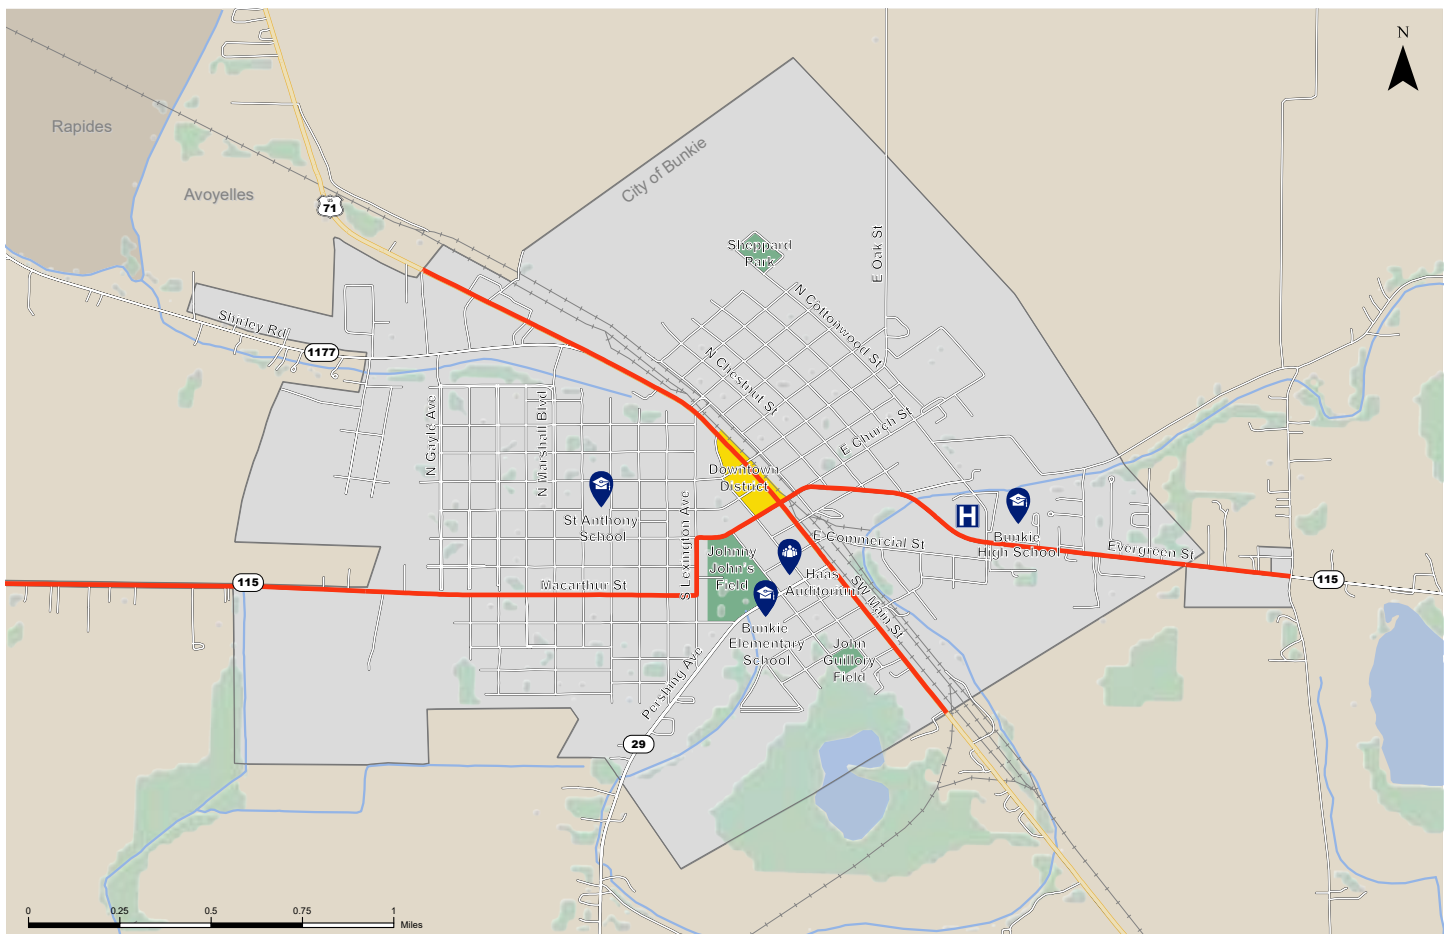 N
Rapides
Avoyelles
US
71
City of Bunkie
Sheppard
Park
E Oak St
N Cottonwood St
Shirley Rd
1177
N Chestnut St
E Church St
N Gayle Ave
N Marshall Blvd
Downtown
District
St Anthony
School
S Lexington Ave
H
Bunkie
High School
E Commercial St
Evergreen St
Johnny
John's
Field
Haas
Auditorium
115
Macarthur St
115
SW Main St
Bunkie
Elementary
School
John
Guillory
Field
Pershing Ave
29
0
0.25
0.5
0.75
1
Miles